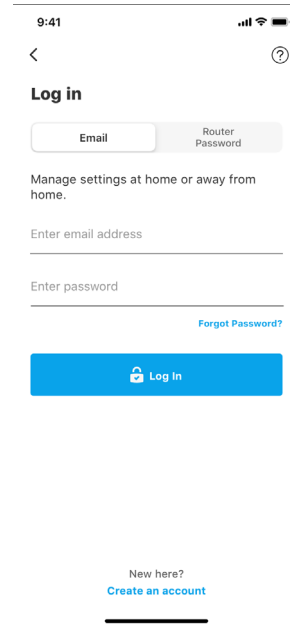 9:41
Log in
Email
Router
Password
Manage settings at home or away from
home.
Enter email address
Enter password
Forgot Password?
Log In
New here?
Create an account